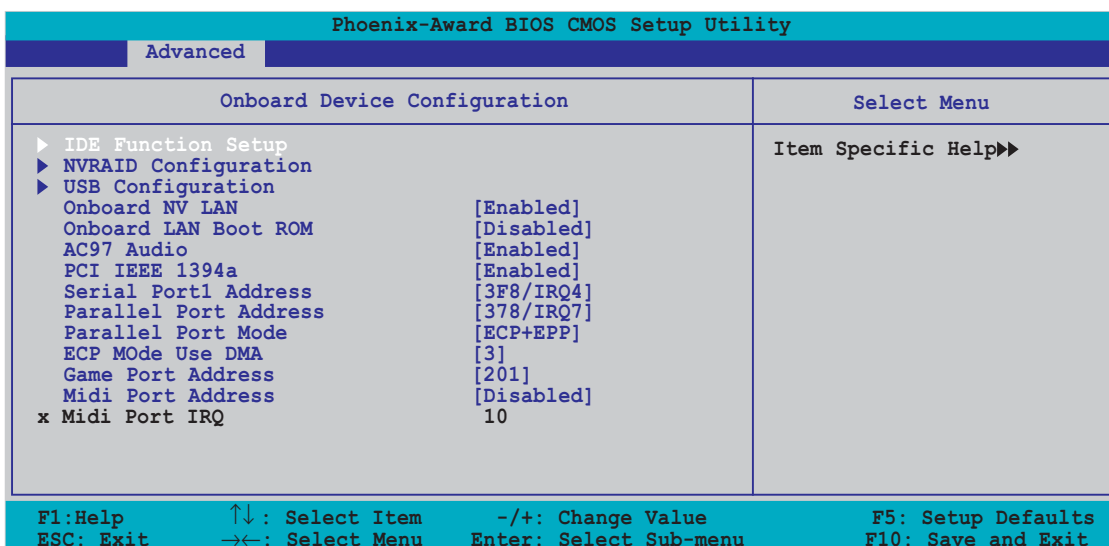 Phoenix-Award BIOS CMOS Setup Utility
Advanced
Onboard Device Configuration
Select Menu
▶ IDE Function Setup
Item Specific Help▶▶
▶ NVRAID Configuration
▶ USB Configuration
Onboard NV LAN [Enabled]
Onboard LAN Boot ROM [Disabled]
AC97 Audio [Enabled]
PCI IEEE 1394a [Enabled]
Serial Port1 Address [3F8/IRQ4]
Parallel Port Address [378/IRQ7]
Parallel Port Mode [ECP+EPP]
ECP MOde Use DMA [3]
Game Port Address [201]
Midi Port Address [Disabled]
x Midi Port IRQ 10
F1:Help ↑↓: Select Item -/+: Change Value F5: Setup Defaults
ESC: Exit →←: Select Menu Enter: Select Sub-menu F10: Save and Exit